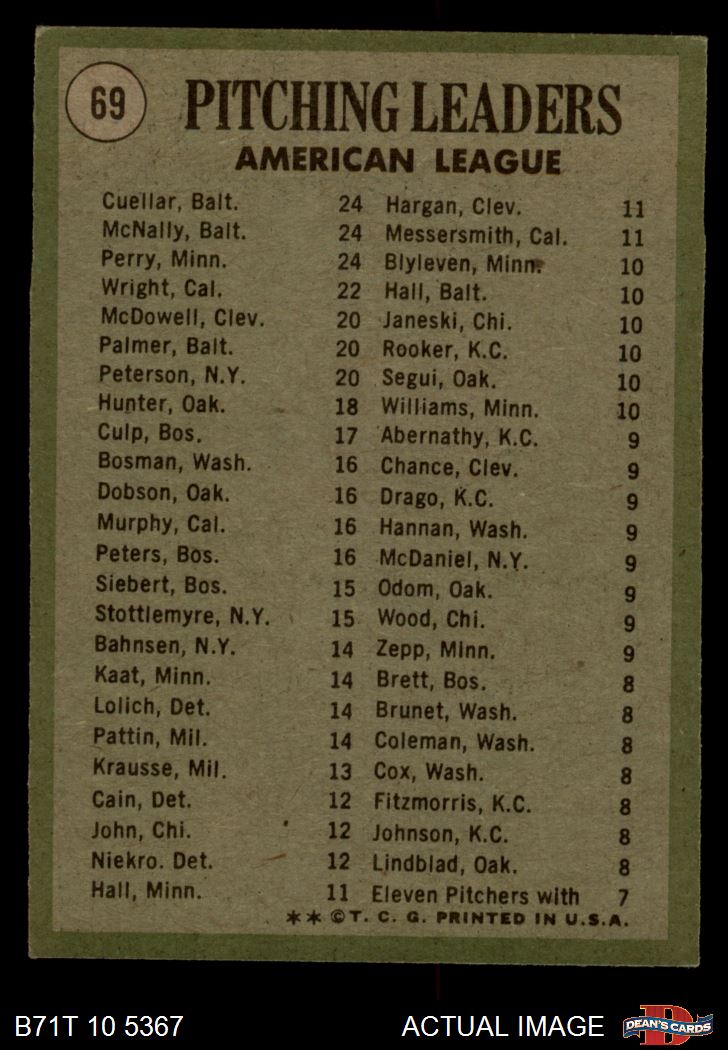 69
PITCHING LEADERS
AMERICAN LEAGUE
Cuellar, Balt. 24
McNally, Balt. 24
Perry, Minn. 24
Wright, Cal. 22
McDowell, Clev. 20
Palmer, Balt. 20
Peterson, N.Y. 20
Hunter, Oak. 18
Culp, Bos. 17
Bosman, Wash. 16
Dobson, Oak. 16
Murphy, Cal. 16
Peters, Bos. 16
Siebert, Bos. 15
Stottlemyre, N.Y. 15
Bahnsen, N.Y. 14
Kaat, Minn. 14
Lolich, Det. 14
Pattin, Mil. 14
Krausse, Mil. 13
Cain, Det. 12
John, Chi. 12
Niekro. Det. 12
Hall, Minn. 11
Hargan, Clev. 11
Messersmith, Cal. 11
Blyleven, Minn. 10
Hall, Balt. 10
Janeski, Chi. 10
Rooker, K.C. 10
Segui, Oak. 10
Williams, Minn. 10
Abernathy, K.C. 9
Chance, Clev. 9
Drago, K.C. 9
Hannan, Wash. 9
McDaniel, N.Y. 9
Odom, Oak. 9
Wood, Chi. 9
Zepp, Minn. 9
Brett, Bos. 8
Brunet, Wash. 8
Coleman, Wash. 8
Cox, Wash. 8
Fitzmorris, K.C. 8
Johnson, K.C. 8
Lindblad, Oak. 8
Eleven Pitchers with 7
** © T. C. G. PRINTED IN U.S.A.
B71T 10 5367
ACTUAL IMAGE
D
DEAN'S CARDS